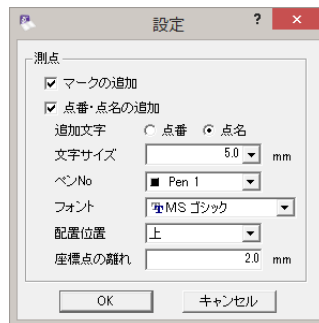 設定 ? ×
測点
マークの追加
点番・点名の追加
追加文字 点番 点名
文字サイズ 5.0 mm
ペンNo Pen 1
フォント MS ゴシック
配置位置 上
座標点の離れ 2.0 mm
OK キャンセル